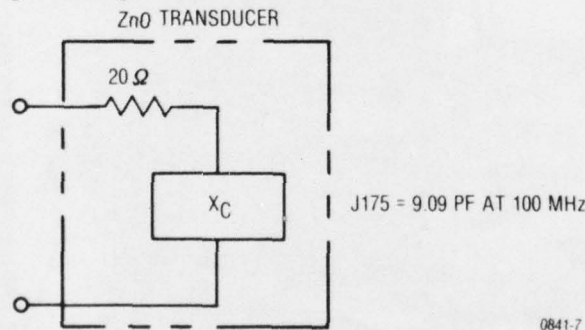 ZnO TRANSDUCER
20 Ω
X_C
J175 = 9.09 PF AT 100 MHz
0841-7